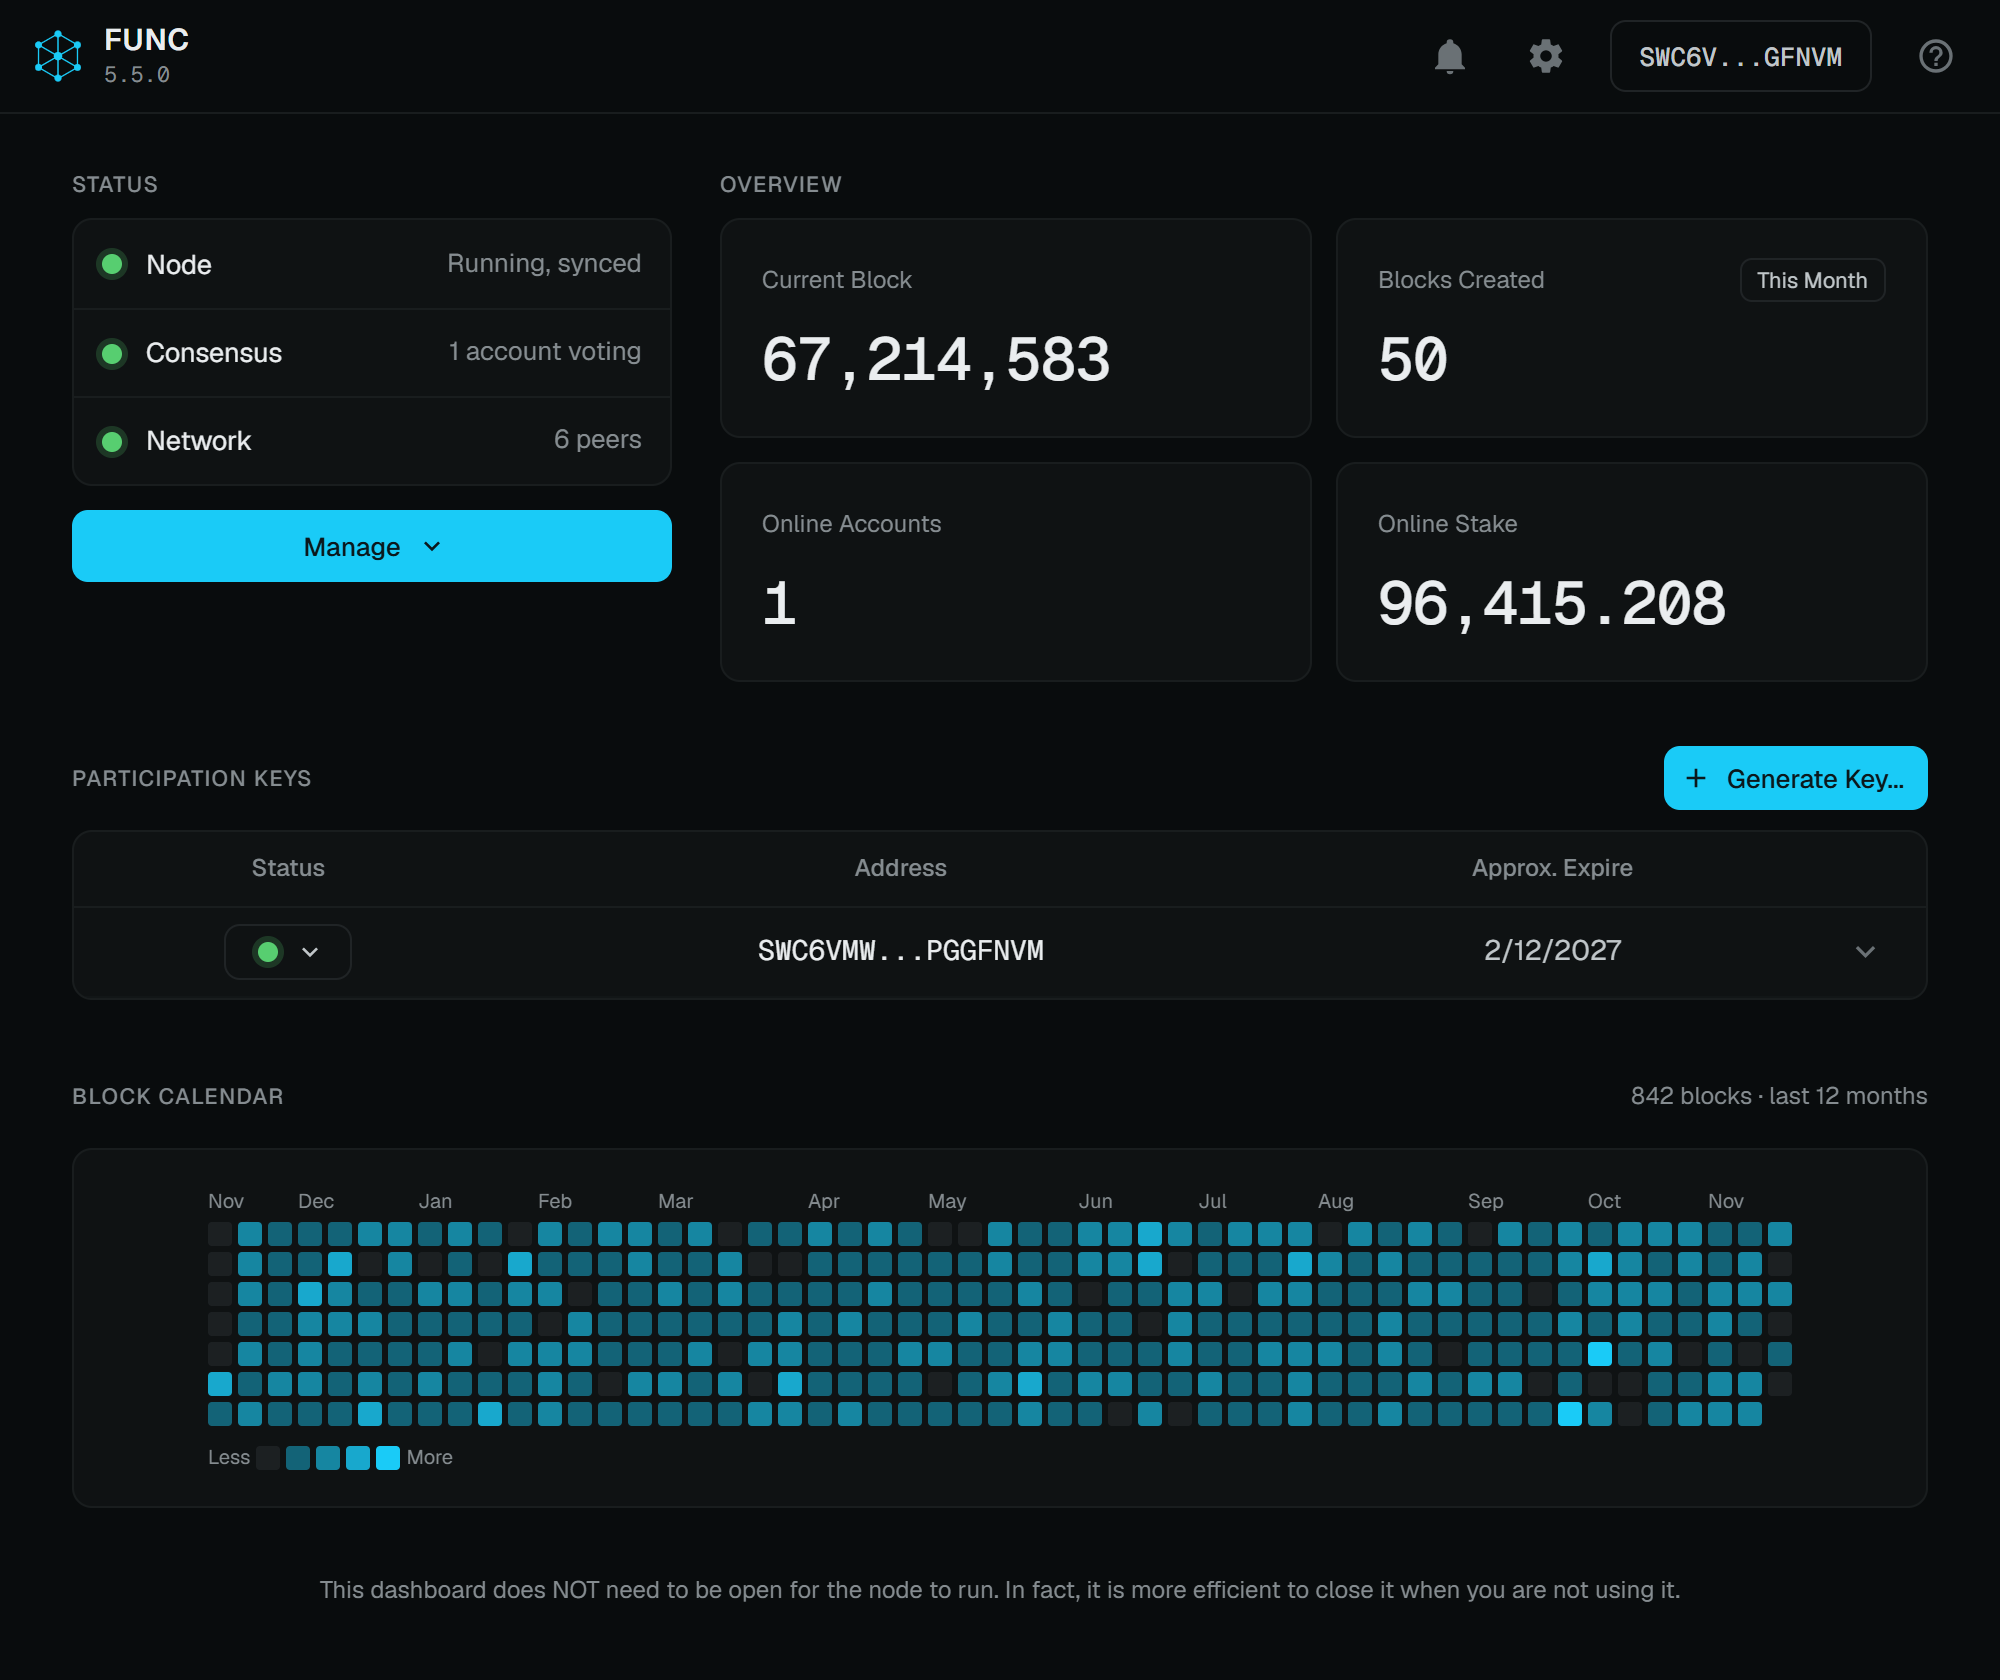 FUNC
5.5.0
SWC6V...GFNVM
STATUS
Node
Running, synced
Consensus
1 account voting
Network
6 peers
Manage
OVERVIEW
Current Block
67,214,583
Blocks Created
This Month
50
Online Accounts
1
Online Stake
96,415.208
PARTICIPATION KEYS
+ Generate Key...
Status Address Approx. Expire
SWC6VMW...PGGFNVM 2/12/2027
BLOCK CALENDAR
842 blocks · last 12 months
Nov Dec Jan Feb Mar Apr May Jun Jul Aug Sep Oct Nov
Less More
This dashboard does NOT need to be open for the node to run. In fact, it is more efficient to close it when you are not using it.